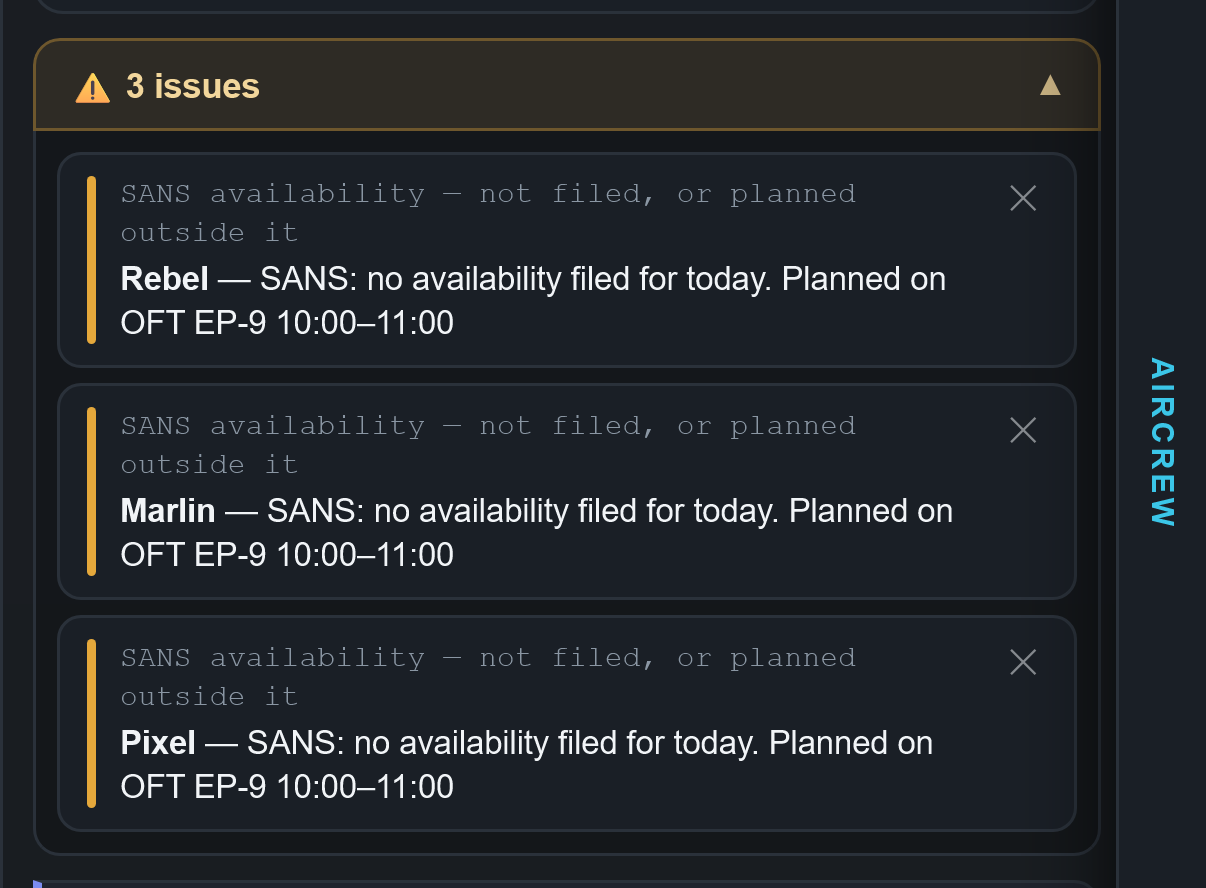 ⚠️ 3 issues ▲
SANS availability — not filed, or planned
outside it
Rebel — SANS: no availability filed for today. Planned on
OFT EP-9 10:00–11:00
SANS availability — not filed, or planned
outside it
Marlin — SANS: no availability filed for today. Planned on
OFT EP-9 10:00–11:00
SANS availability — not filed, or planned
outside it
Pixel — SANS: no availability filed for today. Planned on
OFT EP-9 10:00–11:00
AIRCREW